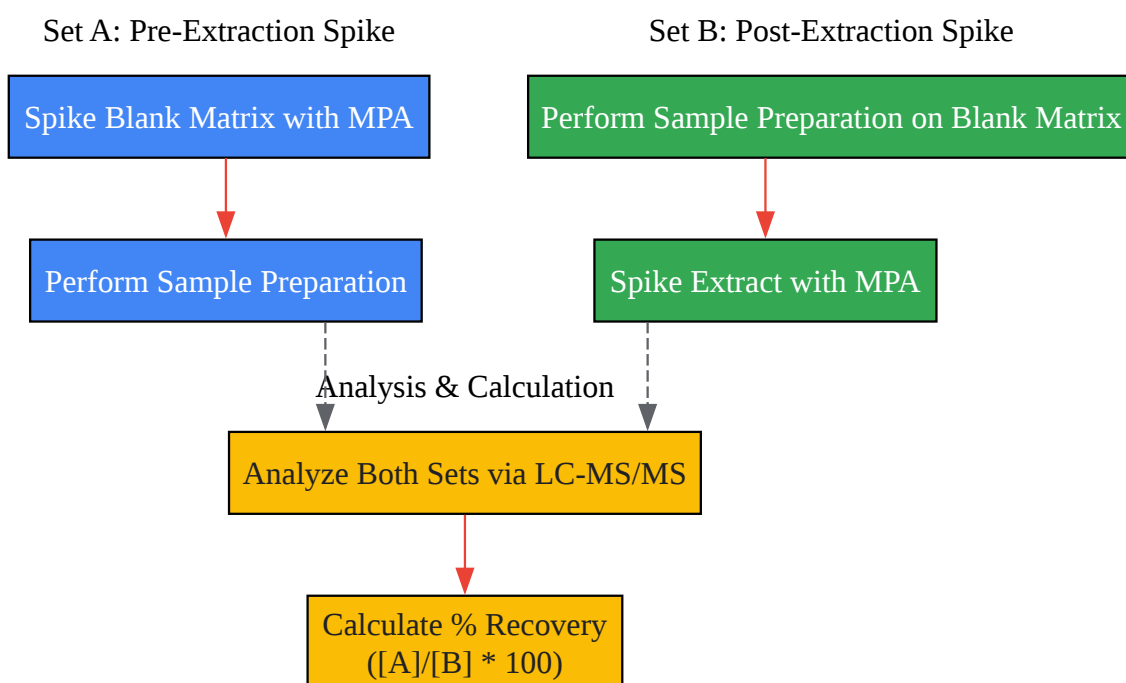 Set A: Pre-Extraction Spike
Set B: Post-Extraction Spike
Spike Blank Matrix with MPA
Perform Sample Preparation on Blank Matrix
Perform Sample Preparation
Spike Extract with MPA
Analysis & Calculation
Analyze Both Sets via LC-MS/MS
Calculate % Recovery
([A]/[B] * 100)